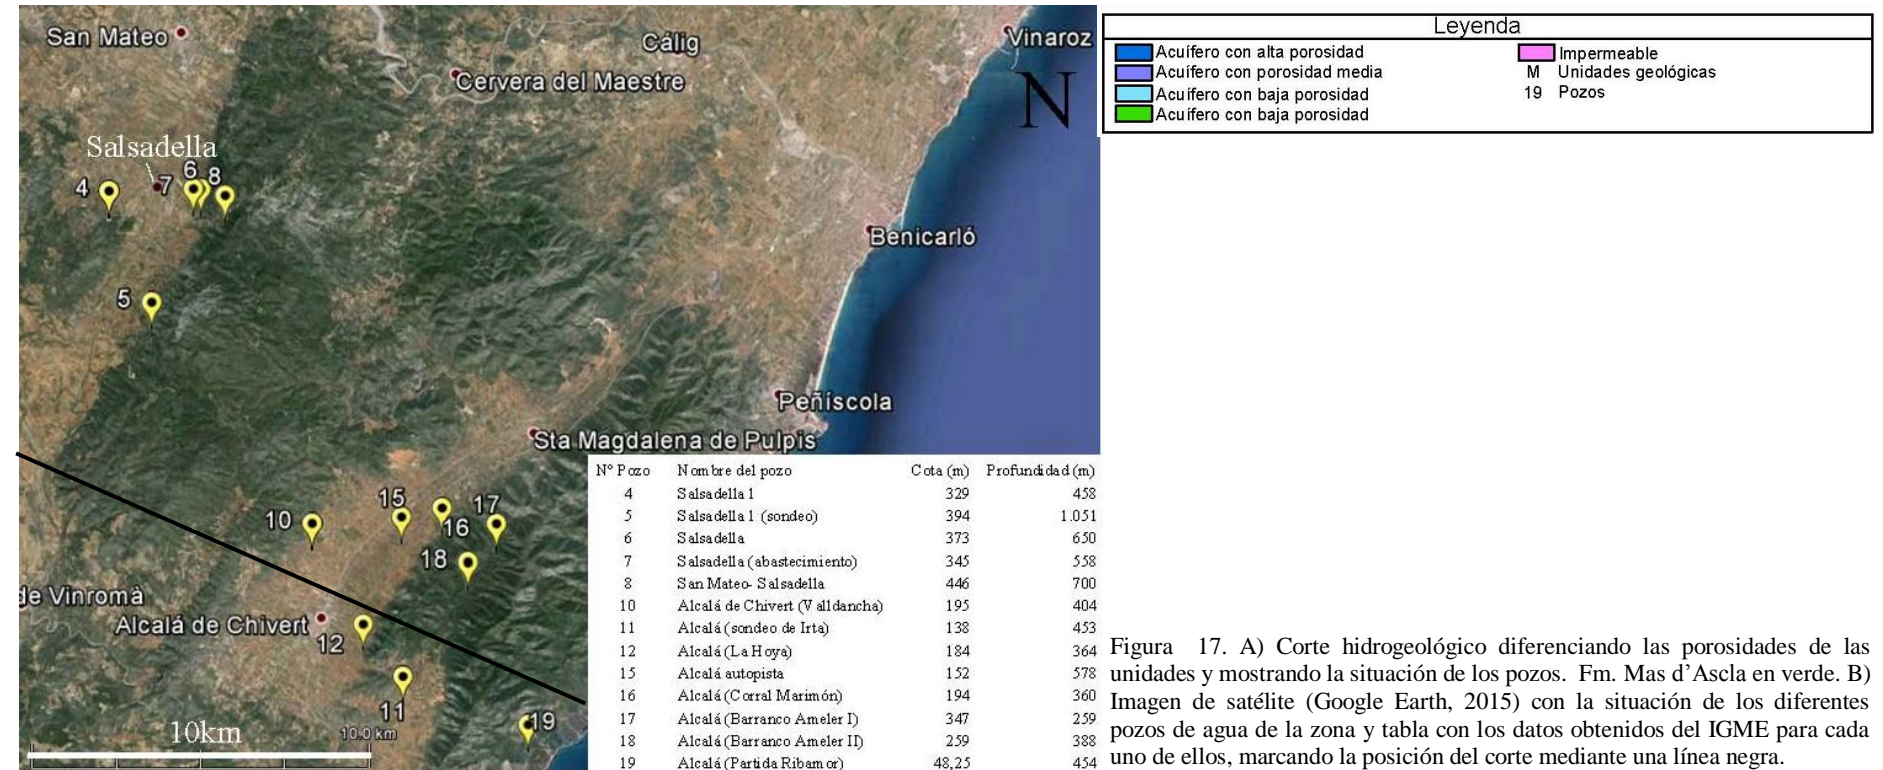 San Mateo
Cálig
Vinaroz
Cervera del Maestre
N
Salsadella
4
7
6
8
Benicarló
5
Peñíscola
Sta Magdalena de Pulpis
10
15
16
17
18
de Vinromà
Alcalá de Chivert
12
11
19
10km
10.0 km
Nº Pozo Nombre del pozo Cota (m) Profundidad (m)
4 Salsadella 1 329 458
5 Salsadella 1 (sondeo) 394 1.051
6 Salsadella 373 650
7 Salsadella (abastecimiento) 345 558
8 San Mateo- Salsadella 446 700
10 Alcalá de Chivert (Valldancha) 195 404
11 Alcalá (sondeo de Irta) 138 453
12 Alcalá (La Hoya) 184 364
15 Alcalá autopista 152 578
16 Alcalá (Corral Marimón) 194 360
17 Alcalá (Barranco Ameler I) 347 259
18 Alcalá (Barranco Ameler II) 259 388
19 Alcalá (Partida Ribamor) 48,25 454
Leyenda
Acuífero con alta porosidad
Acuífero con porosidad media
Acuífero con baja porosidad
Acuífero con baja porosidad
Impermeable
M Unidades geológicas
19 Pozos
Figura 17. A) Corte hidrogeológico diferenciando las porosidades de las
unidades y mostrando la situación de los pozos. Fm. Mas d’Ascla en verde. B)
Imagen de satélite (Google Earth, 2015) con la situación de los diferentes
pozos de agua de la zona y tabla con los datos obtenidos del IGME para cada
uno de ellos, marcando la posición del corte mediante una línea negra.